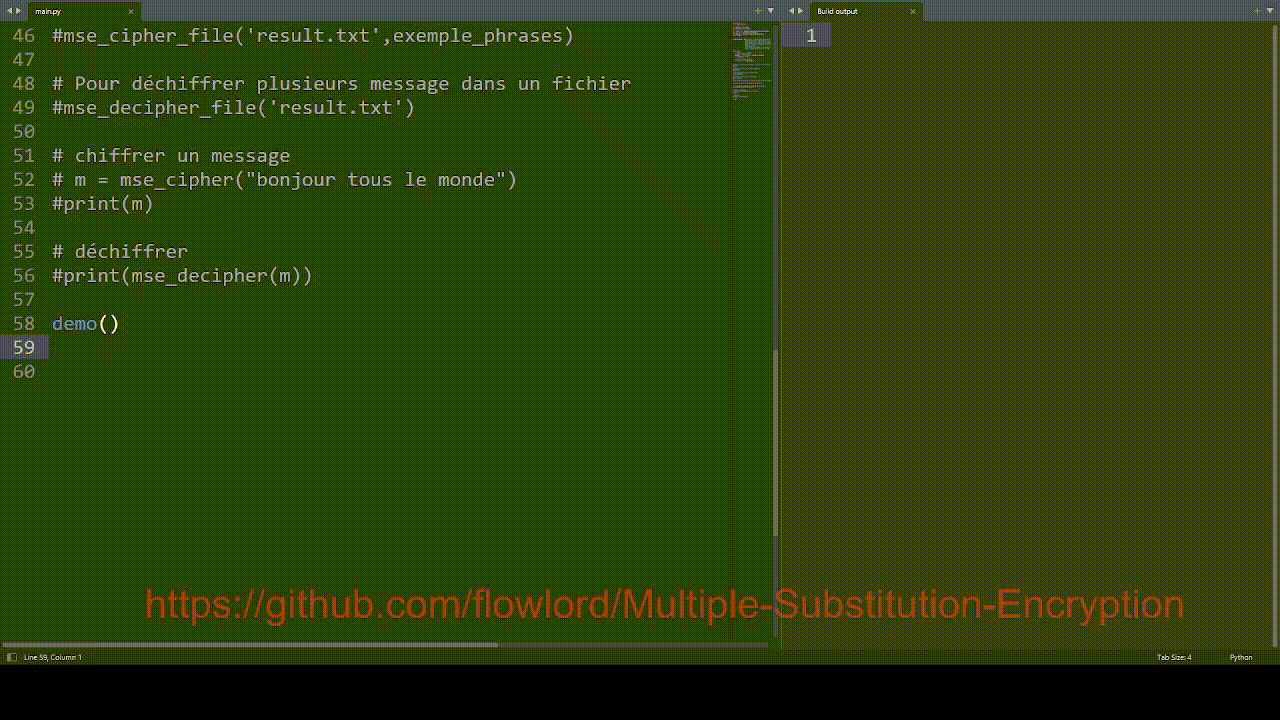 main.py
Build output
46 #mse_cipher_file('result.txt',exemple_phrases)
47
48 # Pour déchiffrer plusieurs message dans un fichier
49 #mse_decipher_file('result.txt')
50
51 # chiffrer un message
52 # m = mse_cipher("bonjour tous le monde")
53 #print(m)
54
55 # déchiffrer
56 #print(mse_decipher(m))
57
58 demo()
59
60
1
https://github.com/flowlord/Multiple-Substitution-Encryption
Line 59, Column 1
Tab Size: 4
Python